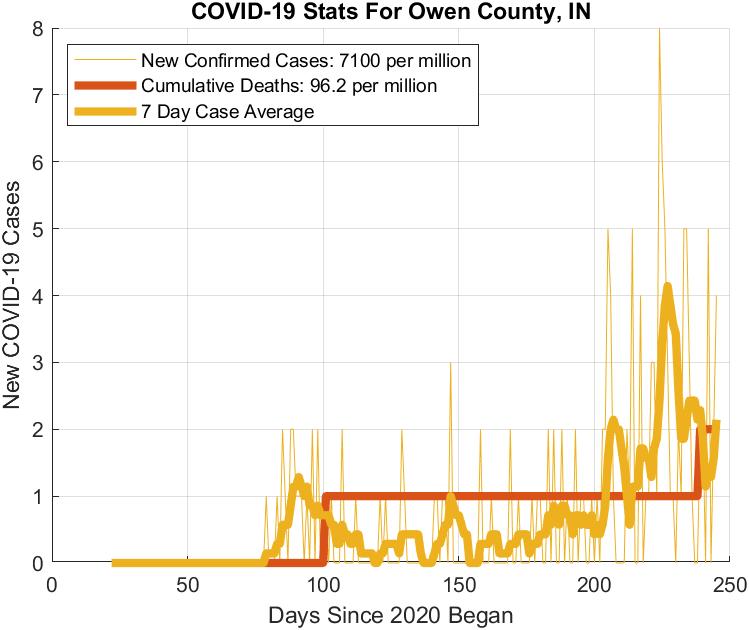 COVID-19 Stats For Owen County, IN
New Confirmed Cases: 7100 per million
Cumulative Deaths: 96.2 per million
7 Day Case Average
New COVID-19 Cases
8
7
6
5
4
3
2
1
0
0 50 100 150 200 250
Days Since 2020 Began